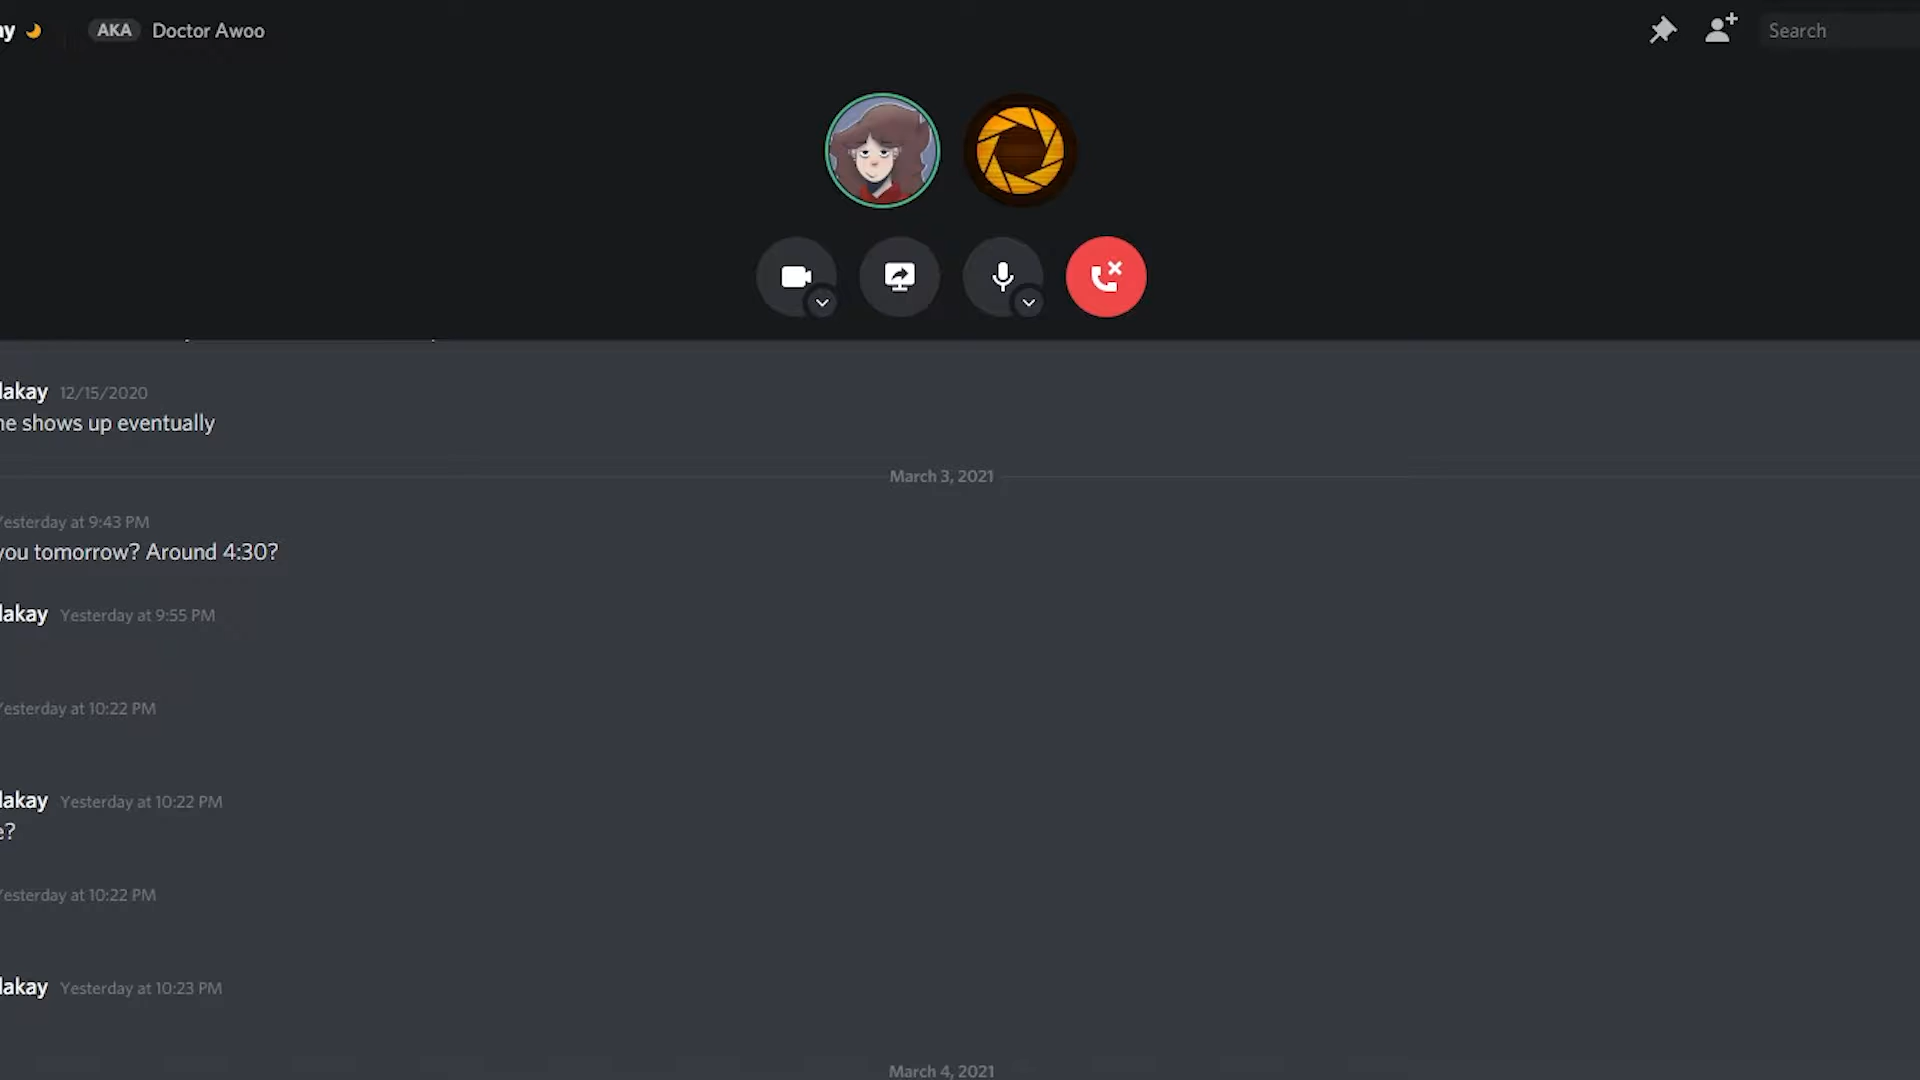 ay AKA Doctor Awoo Search
lakay 12/15/2020
he shows up eventually
March 3, 2021
Yesterday at 9:43 PM
you tomorrow? Around 4:30?
lakay Yesterday at 9:55 PM
Yesterday at 10:22 PM
lakay Yesterday at 10:22 PM
e?
Yesterday at 10:22 PM
lakay Yesterday at 10:23 PM
March 4, 2021